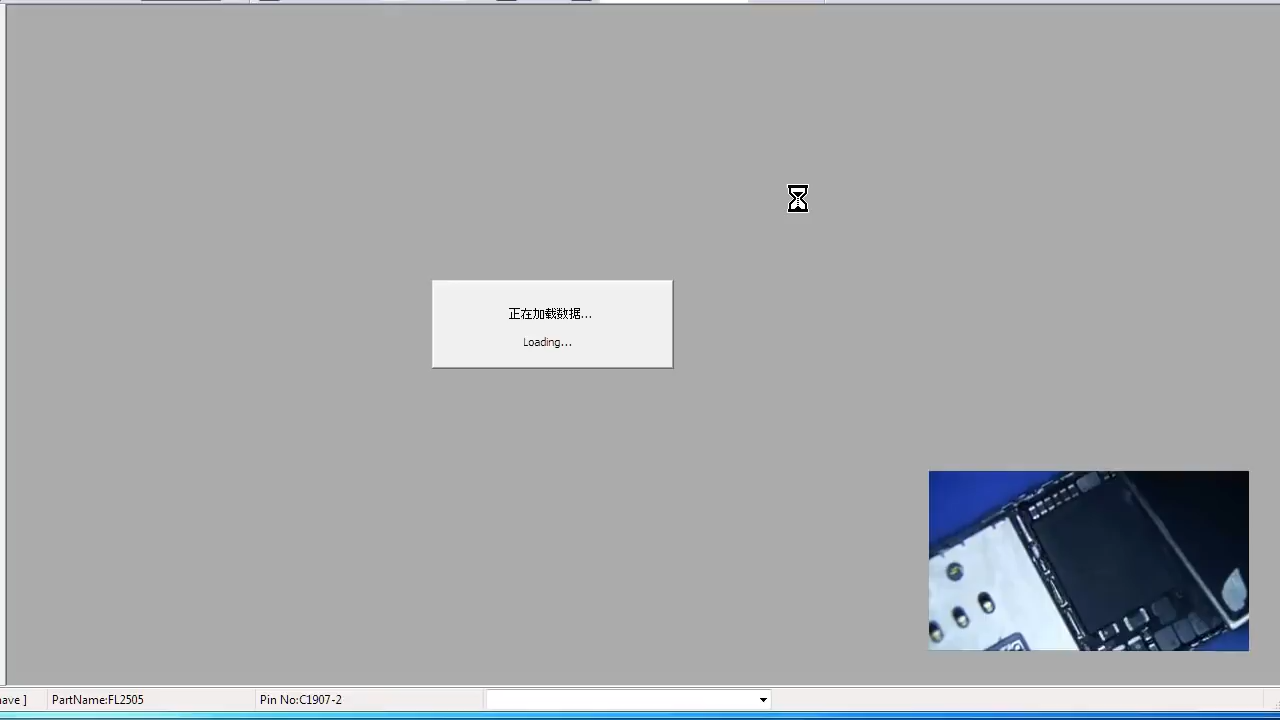 正在加载数据...
Loading...
ave ]
PartName:FL2505
Pin No:C1907-2